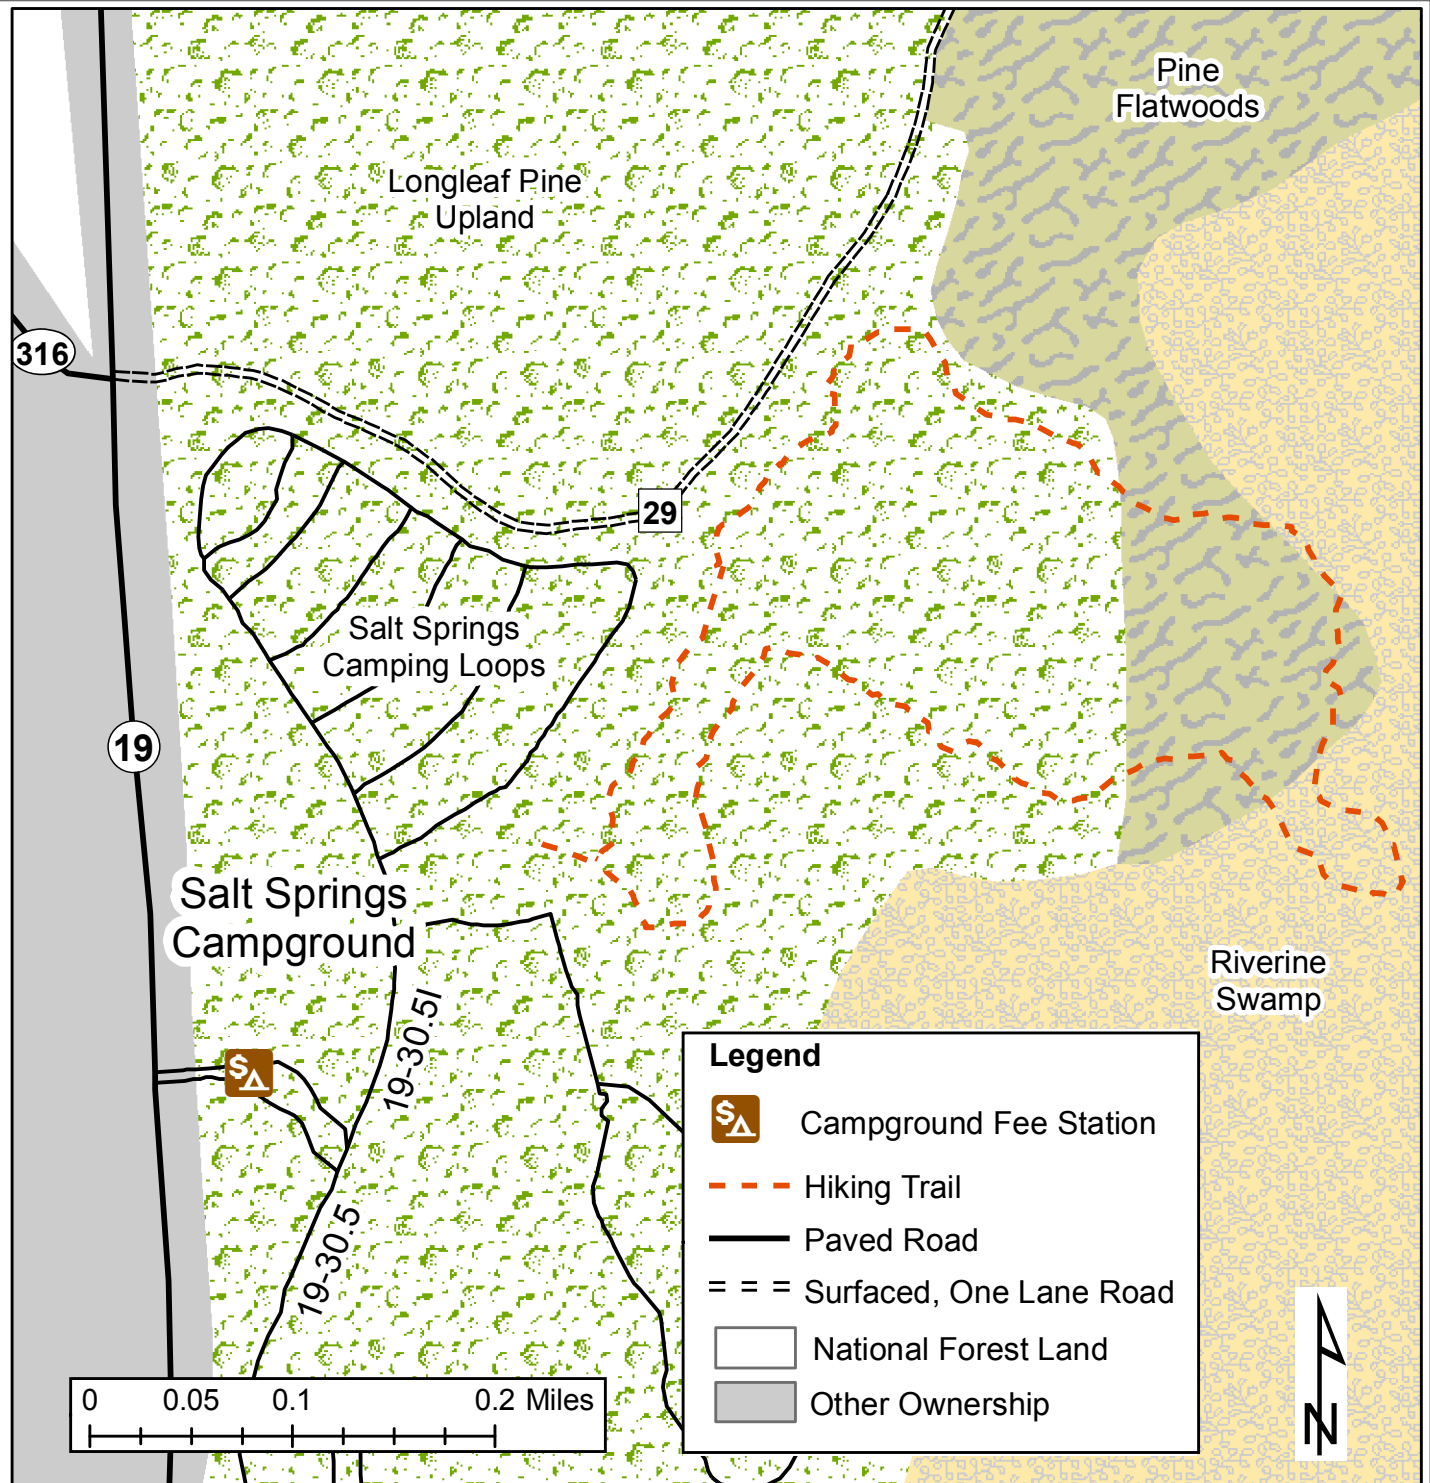 Pine
Flatwoods
Longleaf Pine
Upland
316
29
Salt Springs
Camping Loops
19
Salt Springs
Campground
Riverine
Swamp
19-30.5I
19-30.5
Legend
$
$
Campground Fee Station
Hiking Trail
Paved Road
Surfaced, One Lane Road
National Forest Land
Other Ownership
0 0.05 0.1 0.2 Miles
N